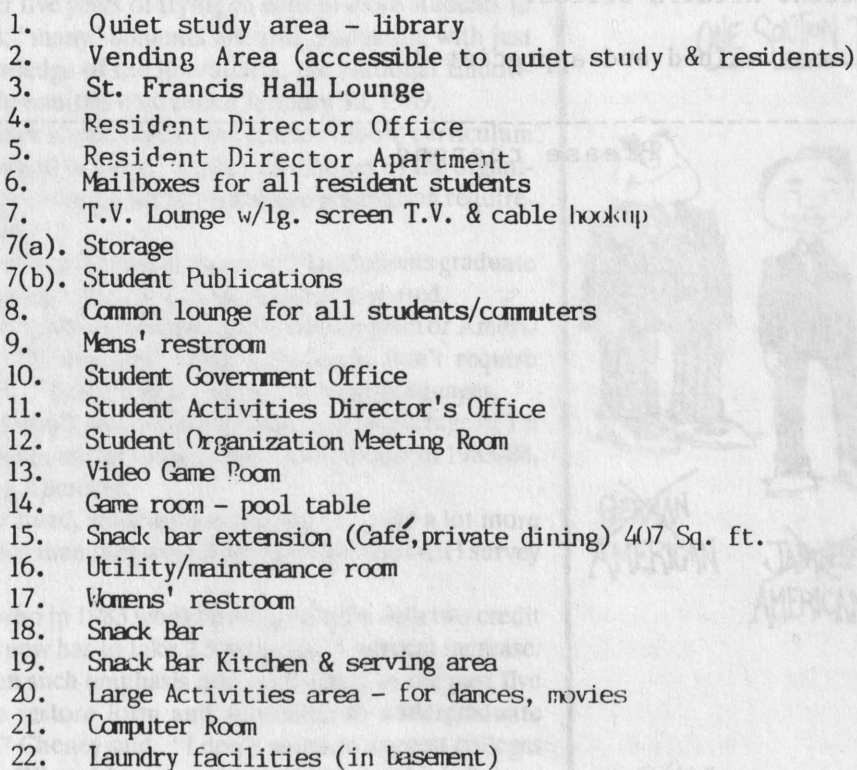 1. Quiet study area – library
2. Vending Area (accessible to quiet study & residents)
3. St. Francis Hall Lounge
4. Resident Director Office
5. Resident Director Apartment
6. Mailboxes for all resident students
7. T.V. Lounge w/lg. screen T.V. & cable hookup
7(a). Storage
7(b). Student Publications
8. Common lounge for all students/commuters
9. Mens' restroom
10. Student Government Office
11. Student Activities Director's Office
12. Student Organization Meeting Room
13. Video Game Room
14. Game room – pool table
15. Snack bar extension (Café,private dining) 407 Sq. ft.
16. Utility/maintenance room
17. Womens' restroom
18. Snack Bar
19. Snack Bar Kitchen & serving area
20. Large Activities area – for dances, movies
21. Computer Room
22. Laundry facilities (in basement)